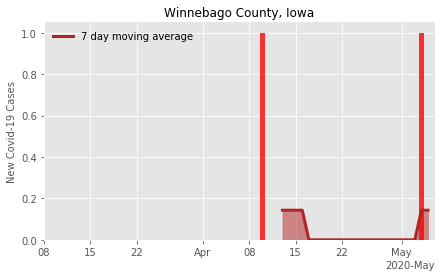 Winnebago County, Iowa
7 day moving average
New Covid-19 Cases
1.0
0.8
0.6
0.4
0.2
0.0
08 15 22 Apr 08 15 22 May
2020-May